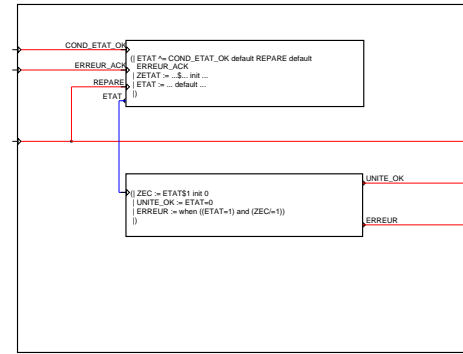 COND_ETAT_OK
ERREUR_ACK
REPARE
ETAT
(| ETAT ^= COND_ETAT_OK default REPARE default
ERREUR_ACK
| ZETAT := ...$... init ...
| ETAT := ... default ...
|)
(| ZEC := ETAT$1 init 0
| UNITE_OK := ETAT=0
| ERREUR := when ((ETAT=1) and (ZEC/=1))
|)
UNITE_OK
ERREUR